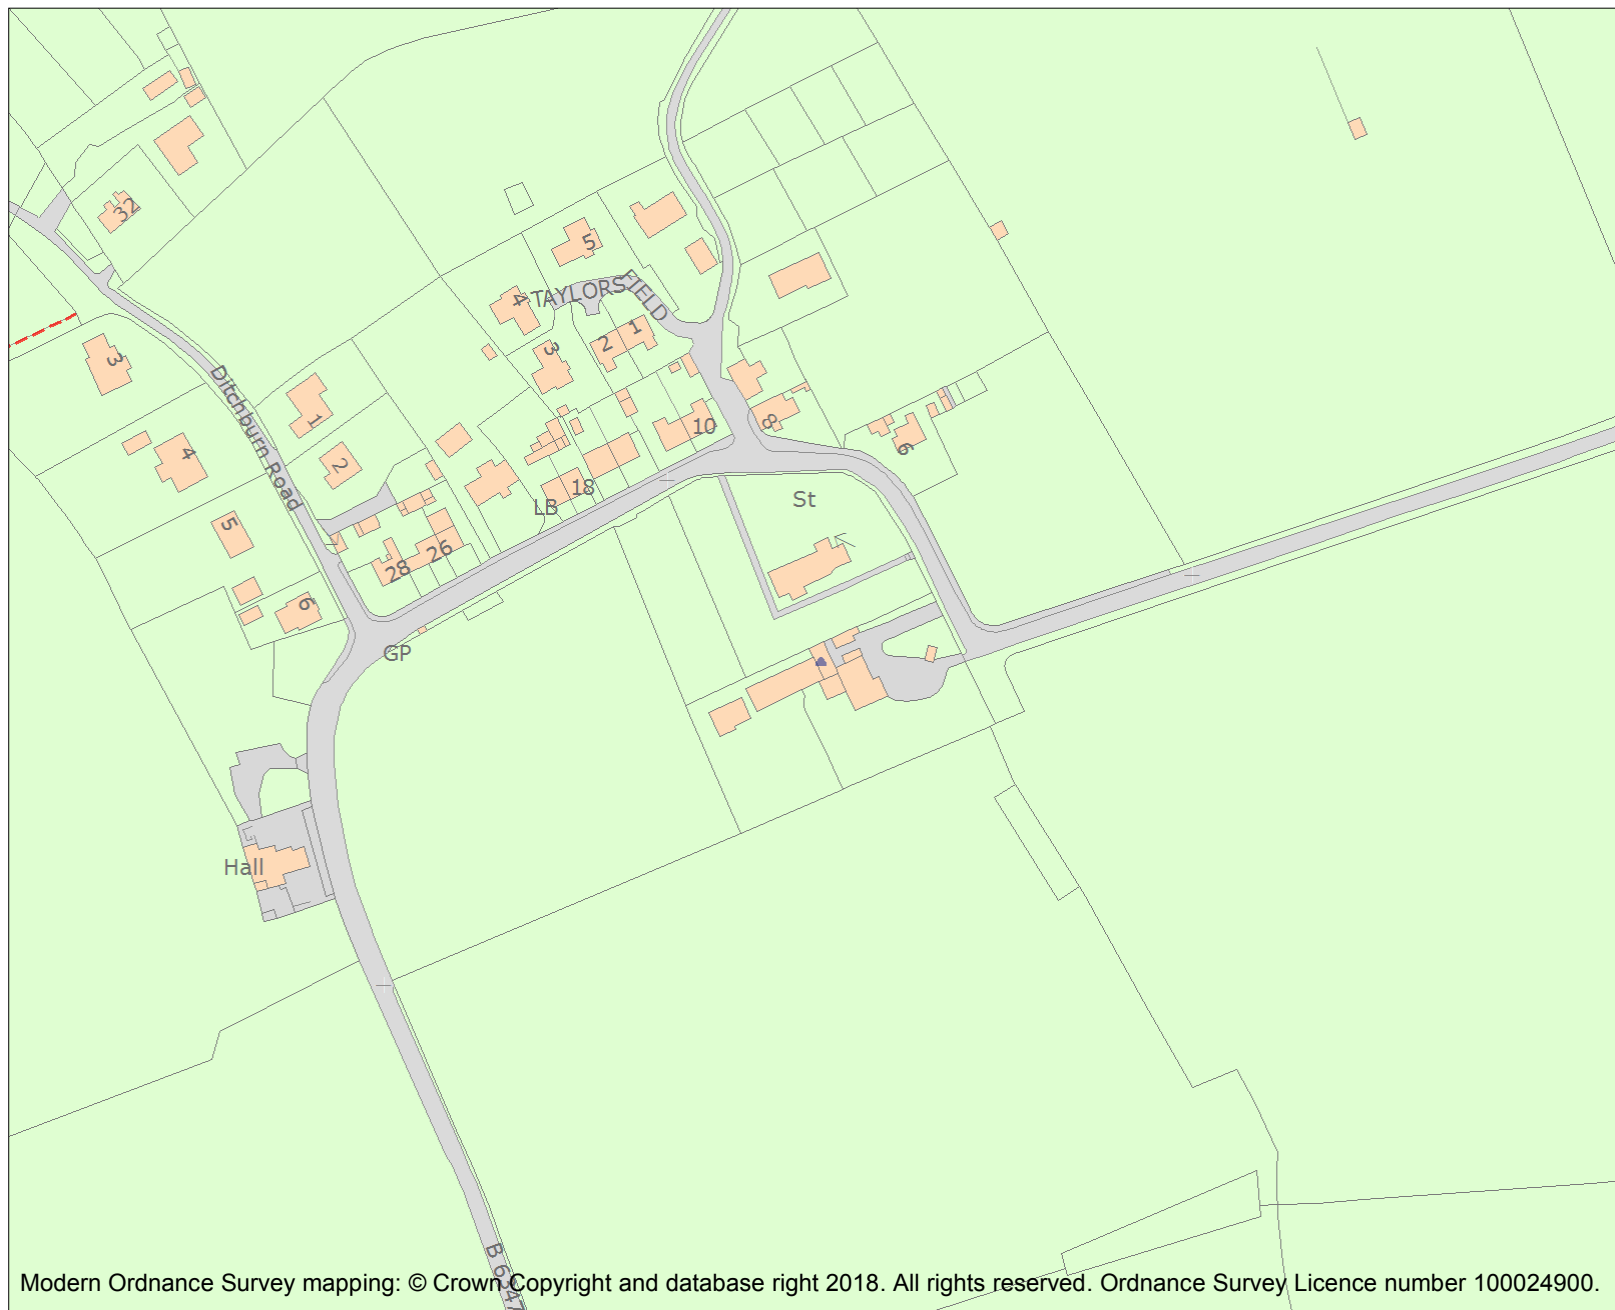 32
5
4
TAYLORS FIELD
1
2
3
3
1
Ditchburn Road
10
8
4
2
6
18
LB
St
5
26
28
6
GP
Hall
Modern Ordnance Survey mapping: © Crown Copyright and database right 2018. All rights reserved. Ordnance Survey Licence number 100024900.